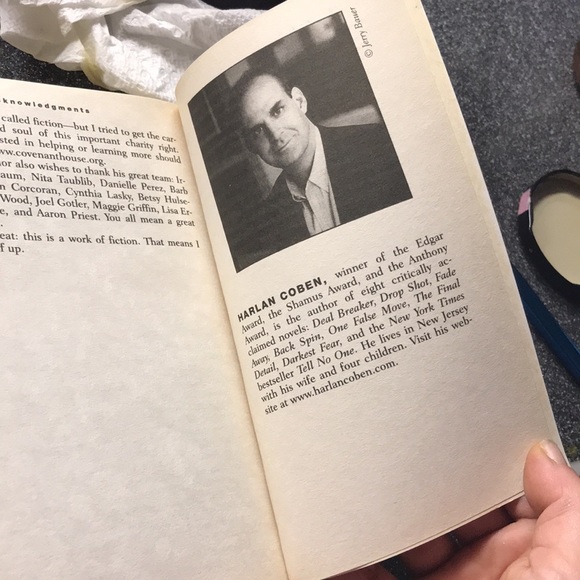 knowledgments
called fiction—but I tried to get the car-
d soul of this important charity right.
sted in helping or learning more should
ww.covenanthouse.org.
or also wishes to thank his great team: Ir-
aum, Nita Taublib, Danielle Perez, Barb
n Corcoran, Cynthia Lasky, Betsy Hulse-
Wood, Joel Gotler, Maggie Griffin, Lisa Er-
e, and Aaron Priest. You all mean a great
.
eat: this is a work of fiction. That means I
f up.
© Jerry Bauer
HARLAN COBEN, winner of the Edgar
Award, the Shamus Award, and the Anthony
Award, is the author of eight critically ac-
claimed novels: Deal Breaker, Drop Shot, Fade
Away, Back Spin, One False Move, The Final
Detail, Darkest Fear, and the New York Times
bestseller Tell No One. He lives in New Jersey
with his wife and four children. Visit his web-
site at www.harlancoben.com.